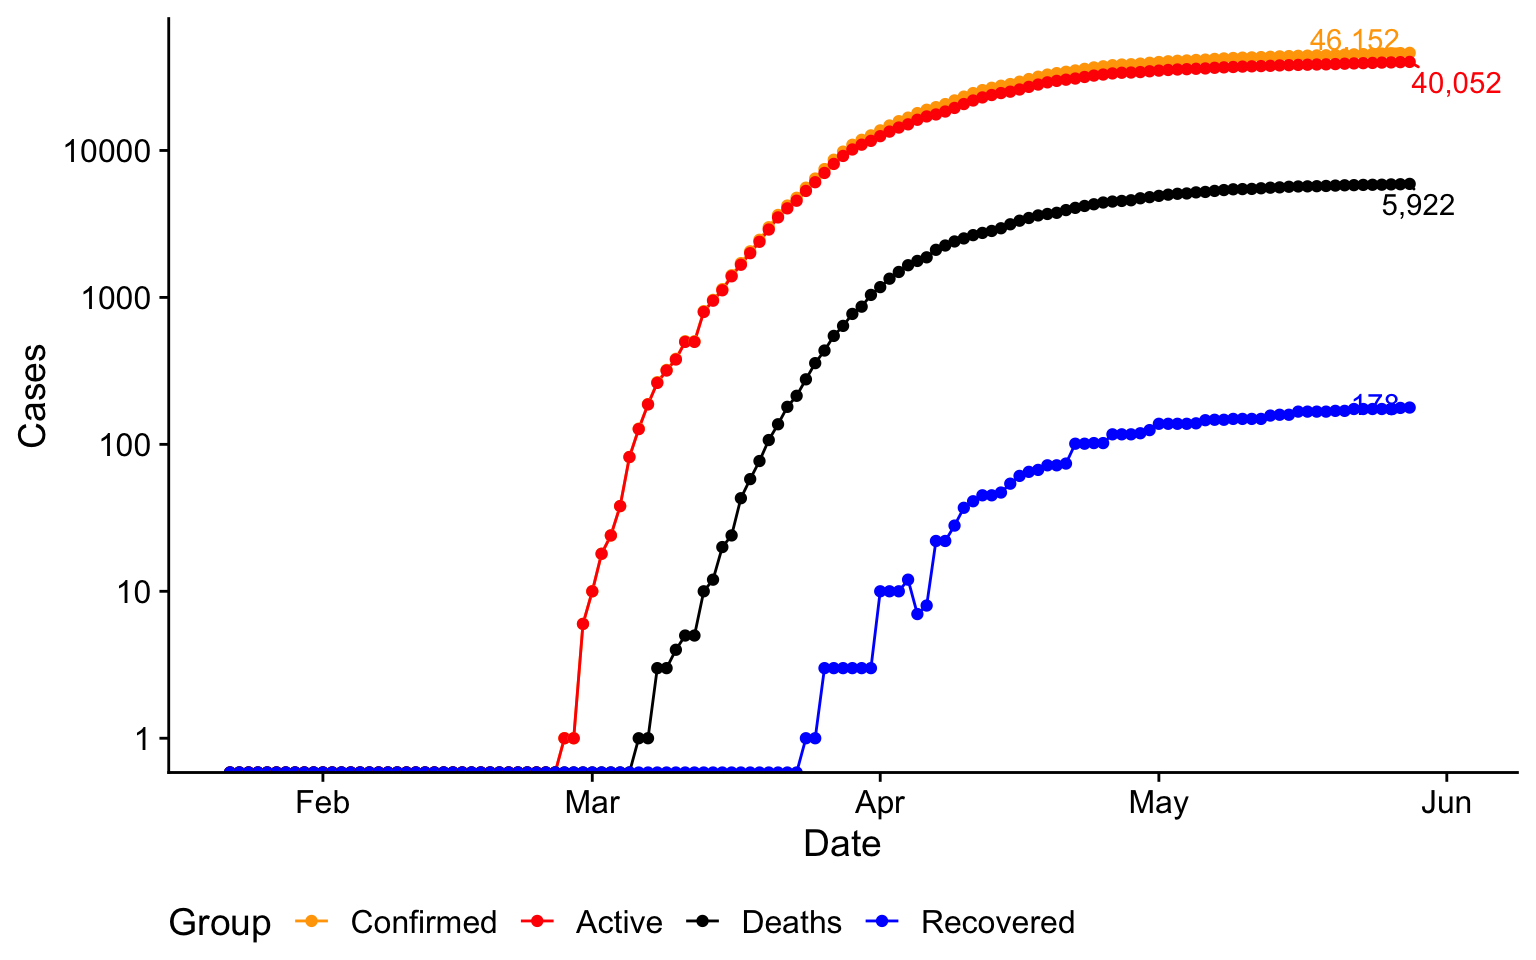 46,152
40,052
10000
5,922
1000
178
100
10
1
Cases
Feb Mar Apr May Jun
Date
Group Confirmed Active Deaths Recovered